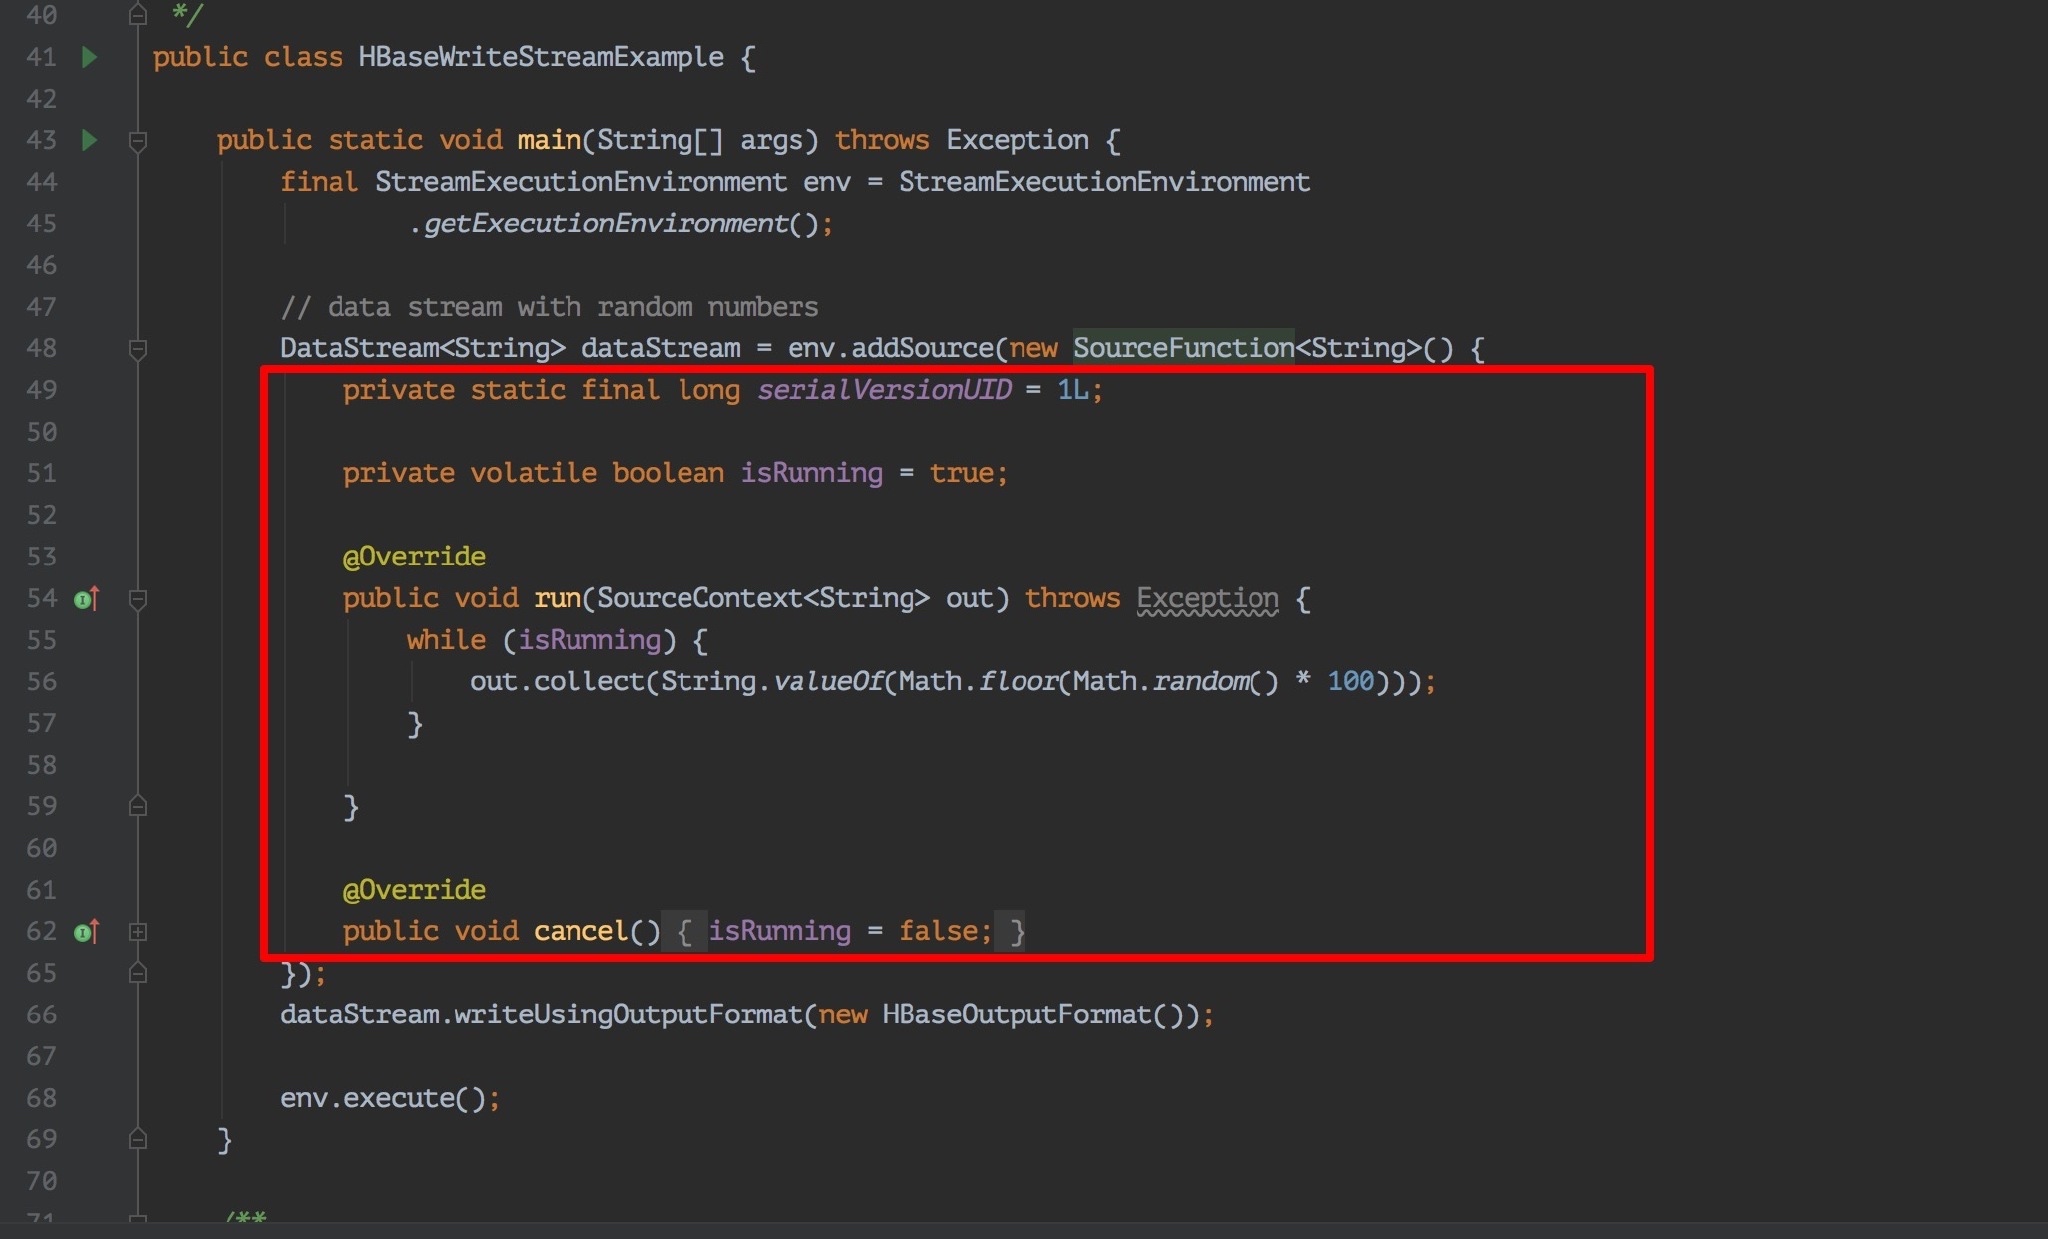 40 */
41 public class HBaseWriteStreamExample {
42
43 public static void main(String[] args) throws Exception {
44 final StreamExecutionEnvironment env = StreamExecutionEnvironment
45 .getExecutionEnvironment();
46
47 // data stream with random numbers
48 DataStream<String> dataStream = env.addSource(new SourceFunction<String>() {
49 private static final long serialVersionUID = 1L;
50
51 private volatile boolean isRunning = true;
52
53 @Override
54 public void run(SourceContext<String> out) throws Exception {
55 while (isRunning) {
56 out.collect(String.valueOf(Math.floor(Math.random() * 100)));
57 }
58
59 }
60
61 @Override
62 public void cancel() { isRunning = false; }
65 });
66 dataStream.writeUsingOutputFormat(new HBaseOutputFormat());
67
68 env.execute();
69 }
70
71 /**